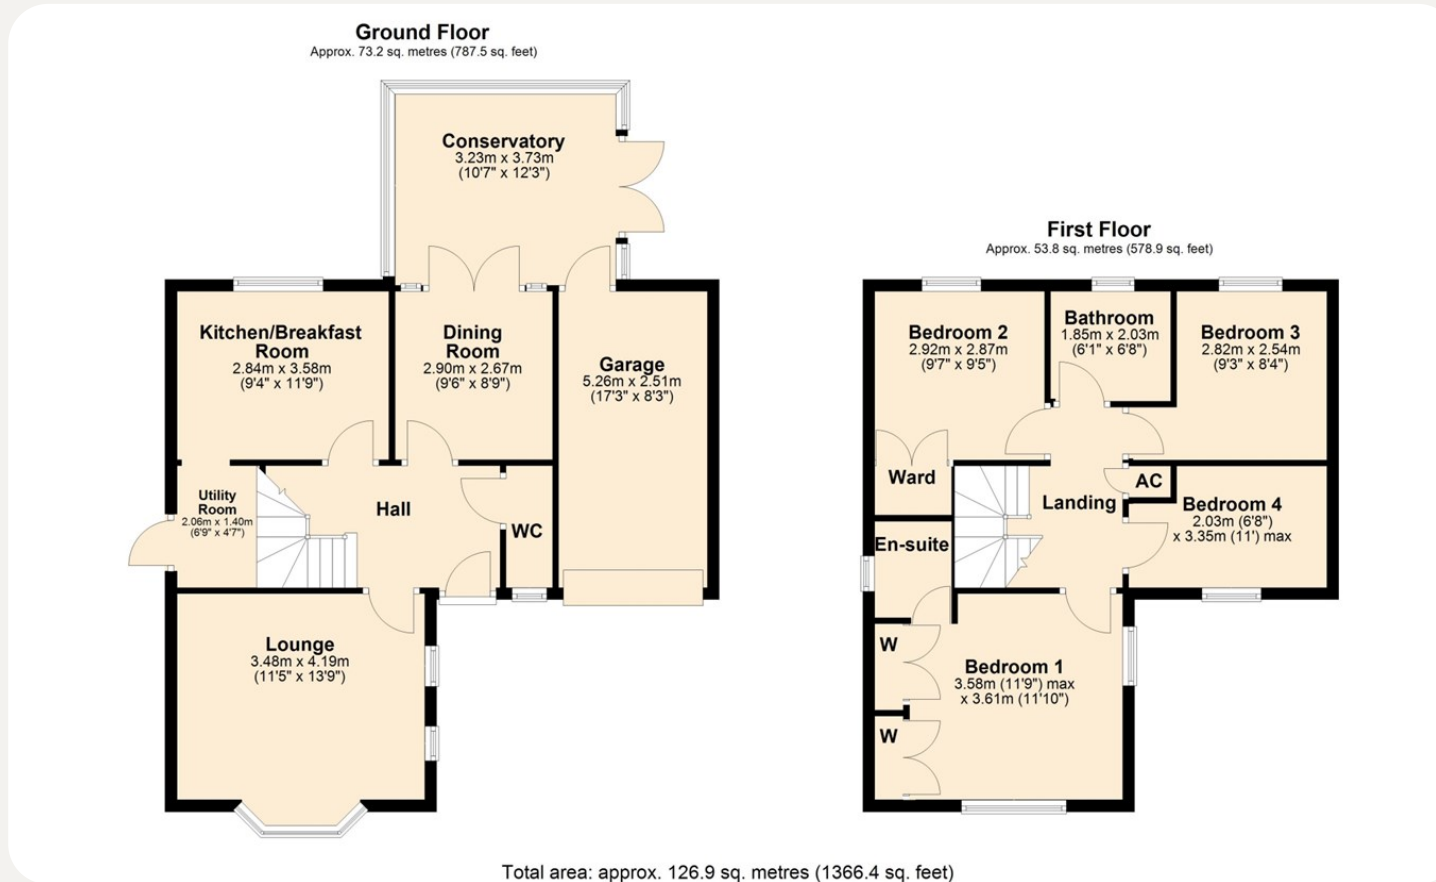 Ground Floor
Approx. 73.2 sq. metres (787.5 sq. feet)
Conservatory
3.23m x 3.73m
(10'7" x 12'3")
Kitchen/Breakfast
Room
2.84m x 3.58m
(9'4" x 11'9")
Dining
Room
2.90m x 2.67m
(9'6" x 8'9")
Garage
5.26m x 2.51m
(17'3" x 8'3")
Utility
Room
2.06m x 1.40m
(6'9" x 4'7")
Hall
WC
Lounge
3.48m x 4.19m
(11'5" x 13'9")
First Floor
Approx. 53.8 sq. metres (578.9 sq. feet)
Bedroom 2
2.92m x 2.87m
(9'7" x 9'5")
Bathroom
1.85m x 2.03m
(6'1" x 6'8")
Bedroom 3
2.82m x 2.54m
(9'3" x 8'4")
Ward
AC
Landing
Bedroom 4
2.03m (6'8")
x 3.35m (11') max
En-suite
W
Bedroom 1
3.58m (11'9") max
x 3.61m (11'10")
W
Total area: approx. 126.9 sq. metres (1366.4 sq. feet)